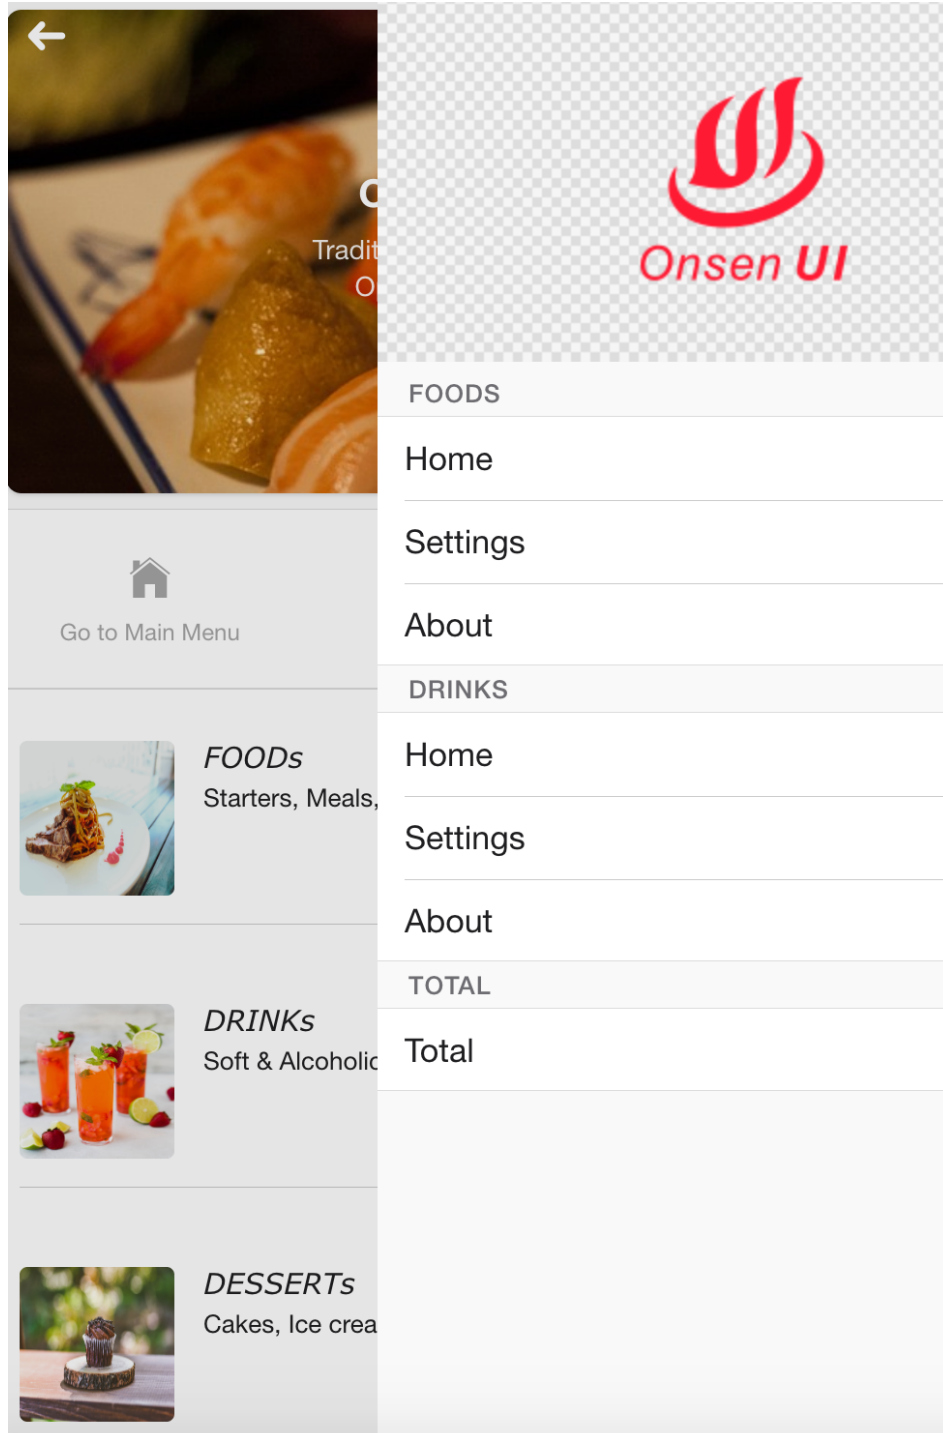 Tradit
Go to Main Menu
FOODs
Starters, Meals,
DRINKs
Soft & Alcoholic
DESSERTs
Cakes, Ice crea
Onsen UI
FOODS
Home
Settings
About
DRINKS
Home
Settings
About
TOTAL
Total